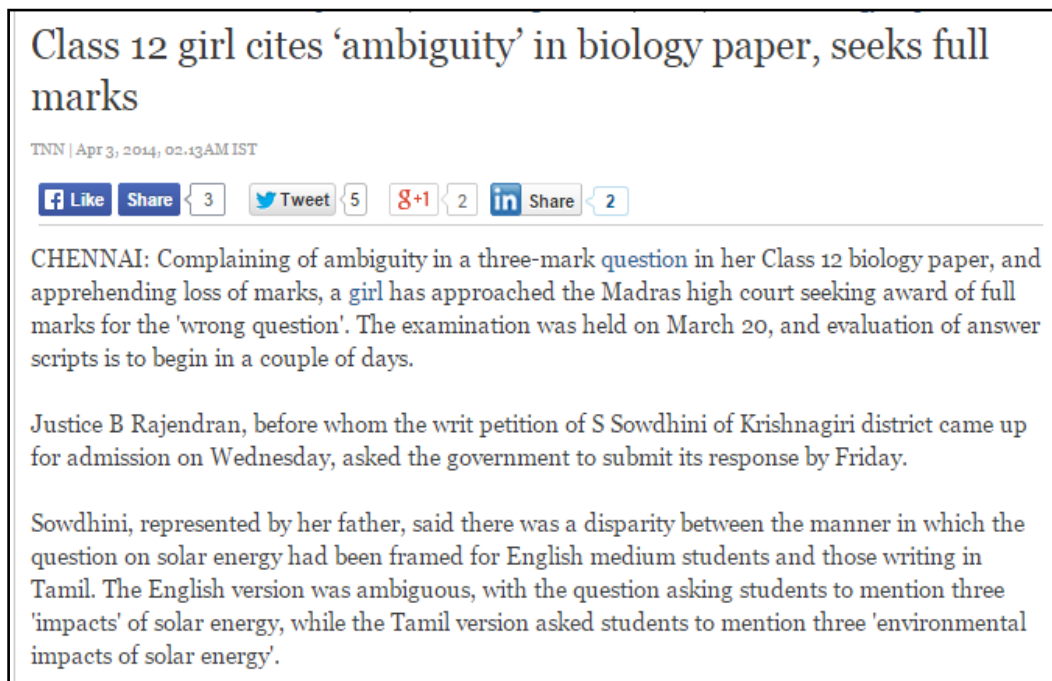 Class 12 girl cites ‘ambiguity’ in biology paper, seeks full
marks
TNN | Apr 3, 2014, 02.13AM IST
Like Share 3 Tweet 5 g+1 2 in Share 2
CHENNAI: Complaining of ambiguity in a three-mark question in her Class 12 biology paper, and
apprehending loss of marks, a girl has approached the Madras high court seeking award of full
marks for the 'wrong question'. The examination was held on March 20, and evaluation of answer
scripts is to begin in a couple of days.
Justice B Rajendran, before whom the writ petition of S Sowdhini of Krishnagiri district came up
for admission on Wednesday, asked the government to submit its response by Friday.
Sowdhini, represented by her father, said there was a disparity between the manner in which the
question on solar energy had been framed for English medium students and those writing in
Tamil. The English version was ambiguous, with the question asking students to mention three
'impacts' of solar energy, while the Tamil version asked students to mention three 'environmental
impacts of solar energy'.